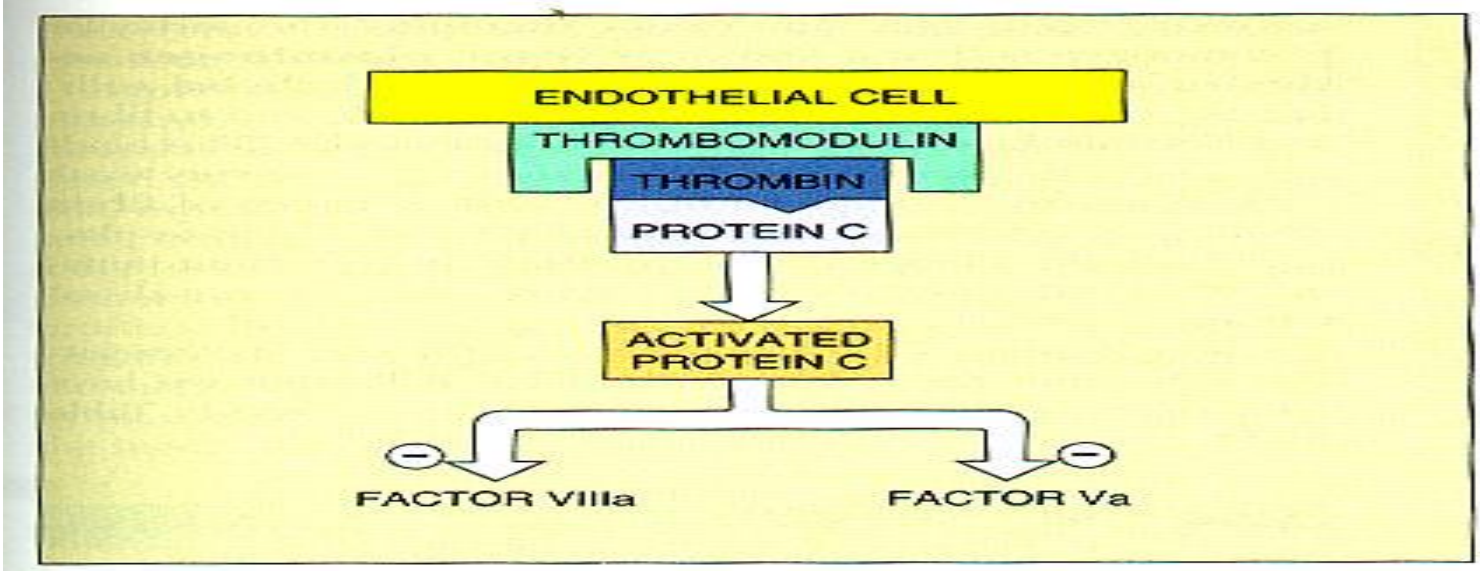 ENDOTHELIAL CELL
THROMBOMODULIN
THROMBIN
PROTEIN C
ACTIVATED
PROTEIN C
− −
FACTOR VIIIa FACTOR Va